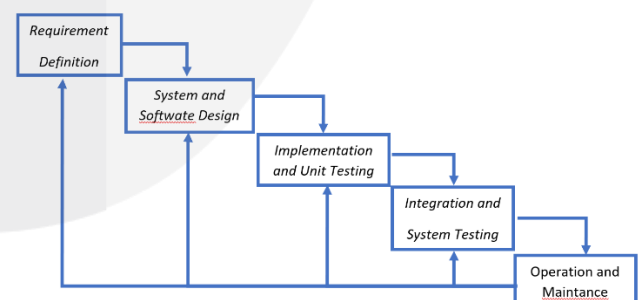 Requirement
Definition
System and
Softwate Design
Implementation
and Unit Testing
Integration and
System Testing
Operation and
Maintance